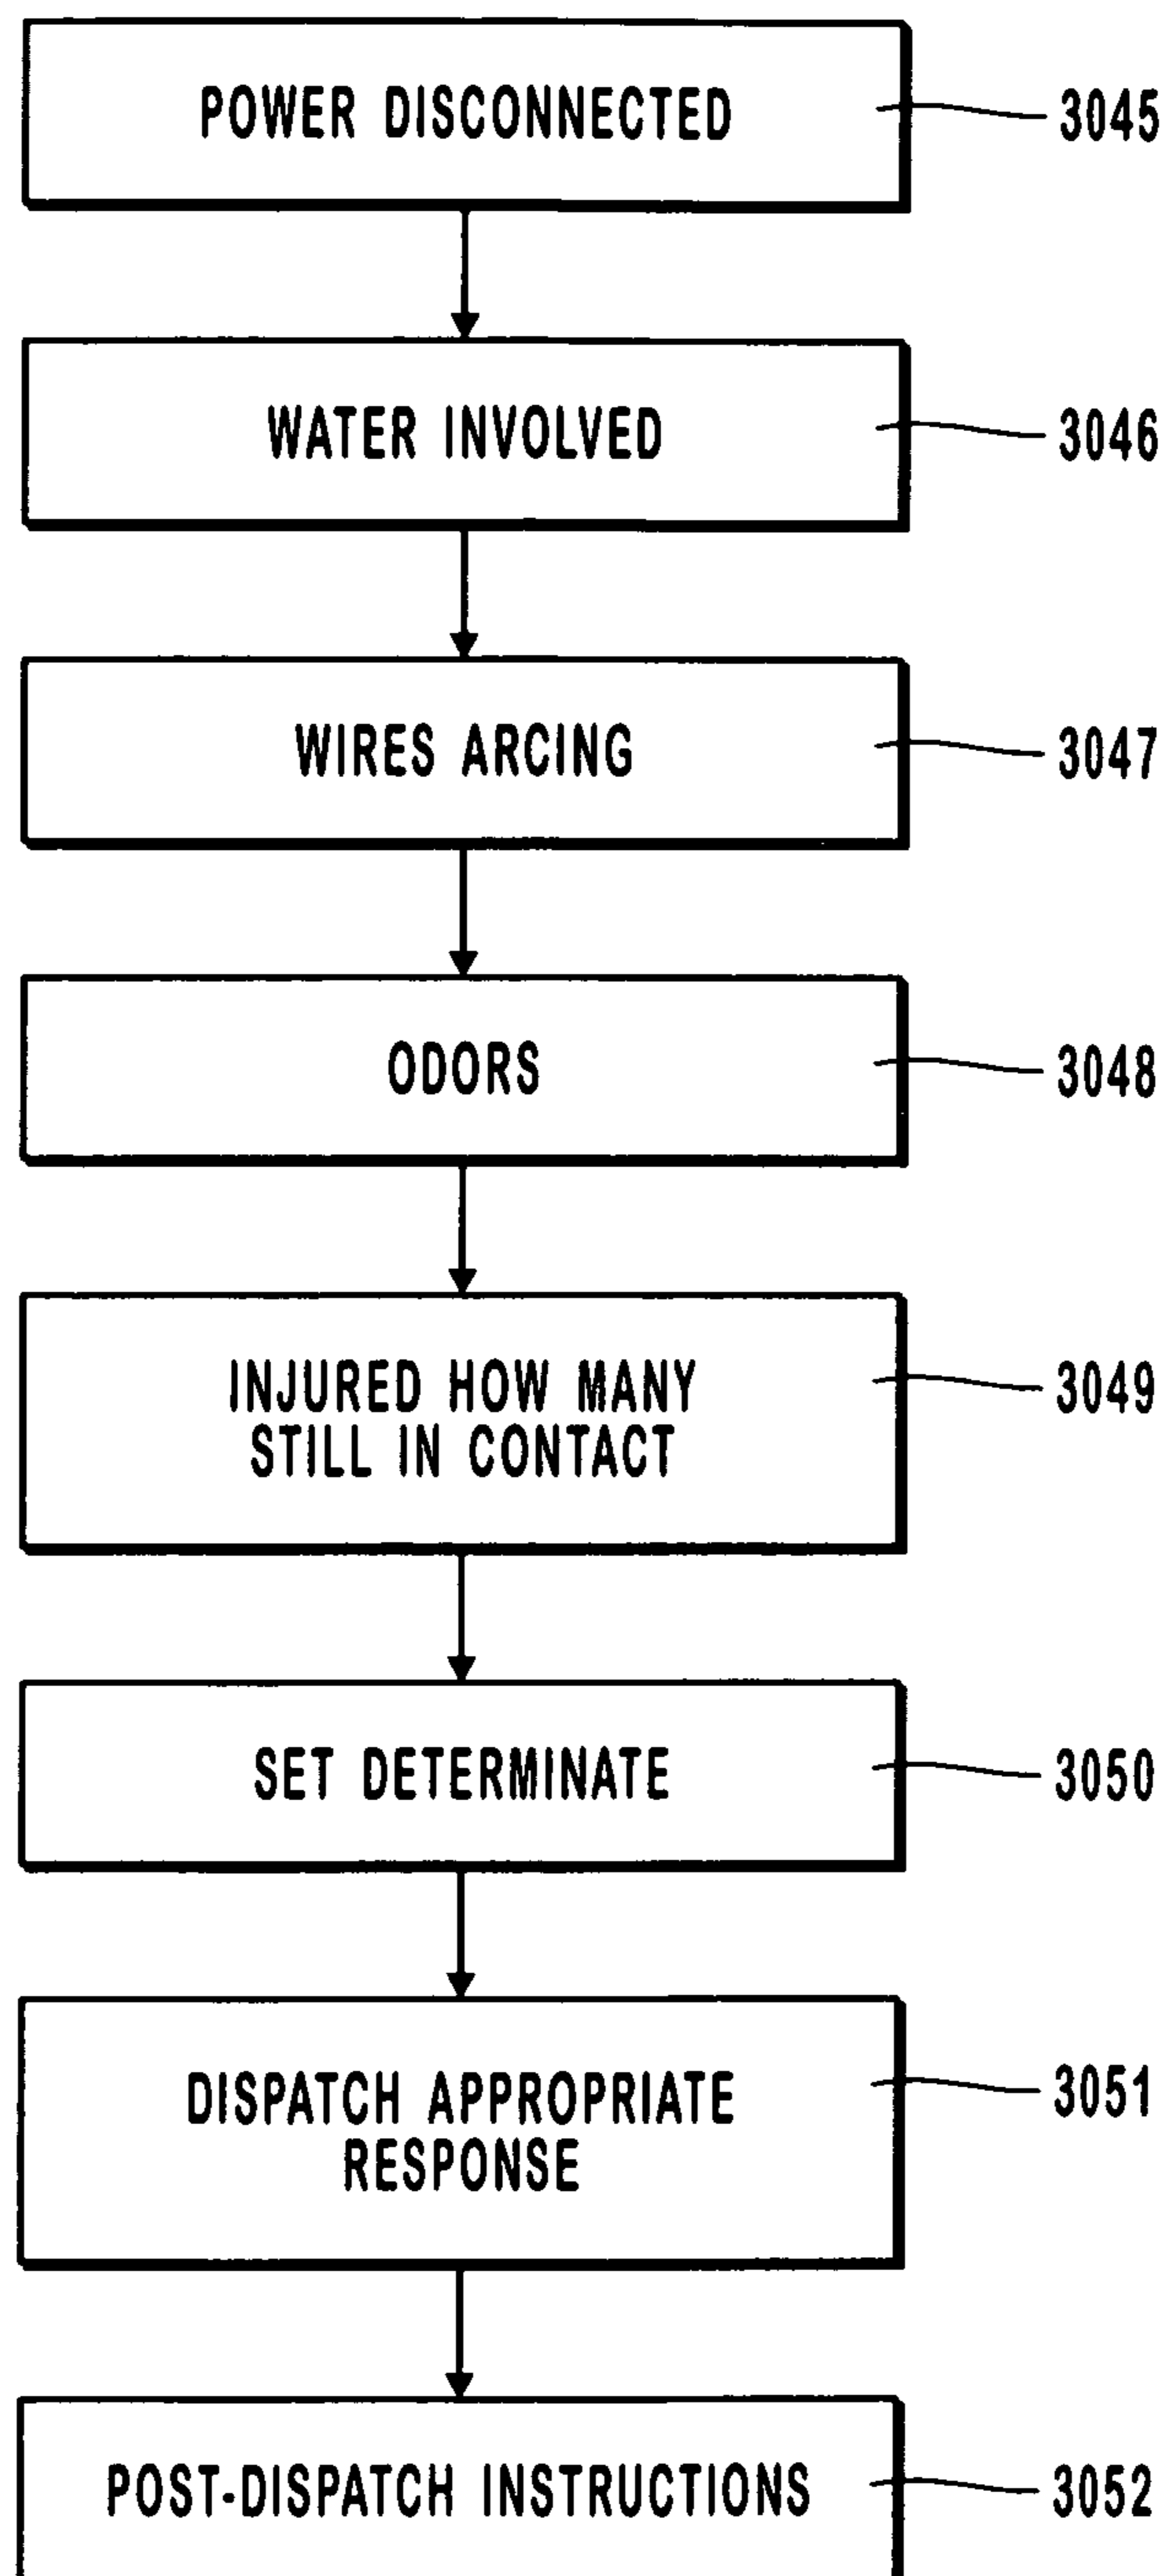 POWER DISCONNECTED
3045
WATER INVOLVED
3046
WIRES ARCING
3047
ODORS
3048
INJURED HOW MANY
STILL IN CONTACT
3049
SET DETERMINATE
3050
DISPATCH APPROPRIATE
RESPONSE
3051
POST-DISPATCH INSTRUCTIONS
3052